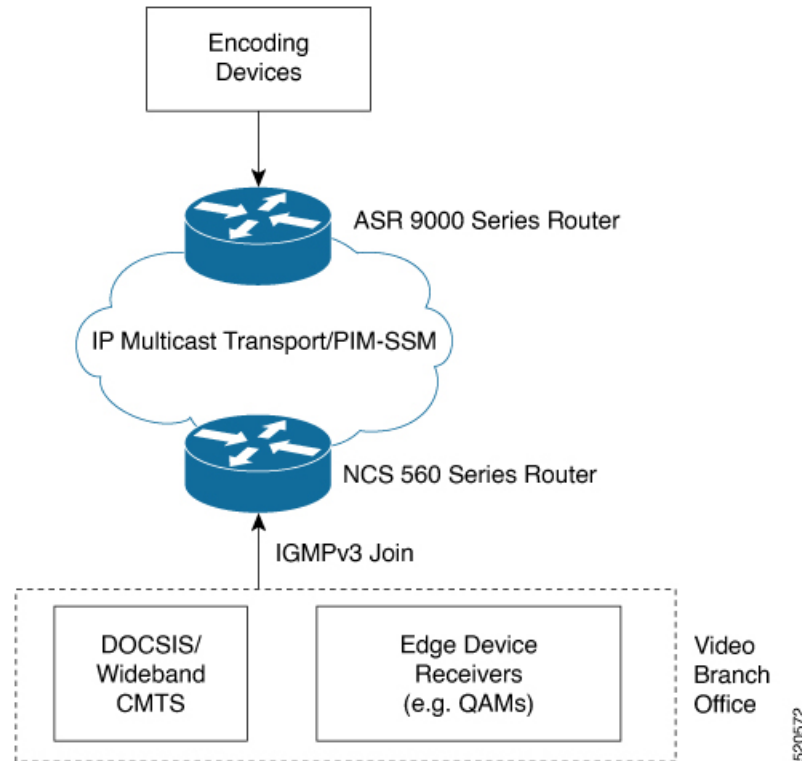 Encoding
Devices
ASR 9000 Series Router
IP Multicast Transport/PIM-SSM
NCS 560 Series Router
IGMPv3 Join
DOCSIS/
Wideband
CMTS
Edge Device
Receivers
(e.g. QAMs)
Video
Branch
Office
520572